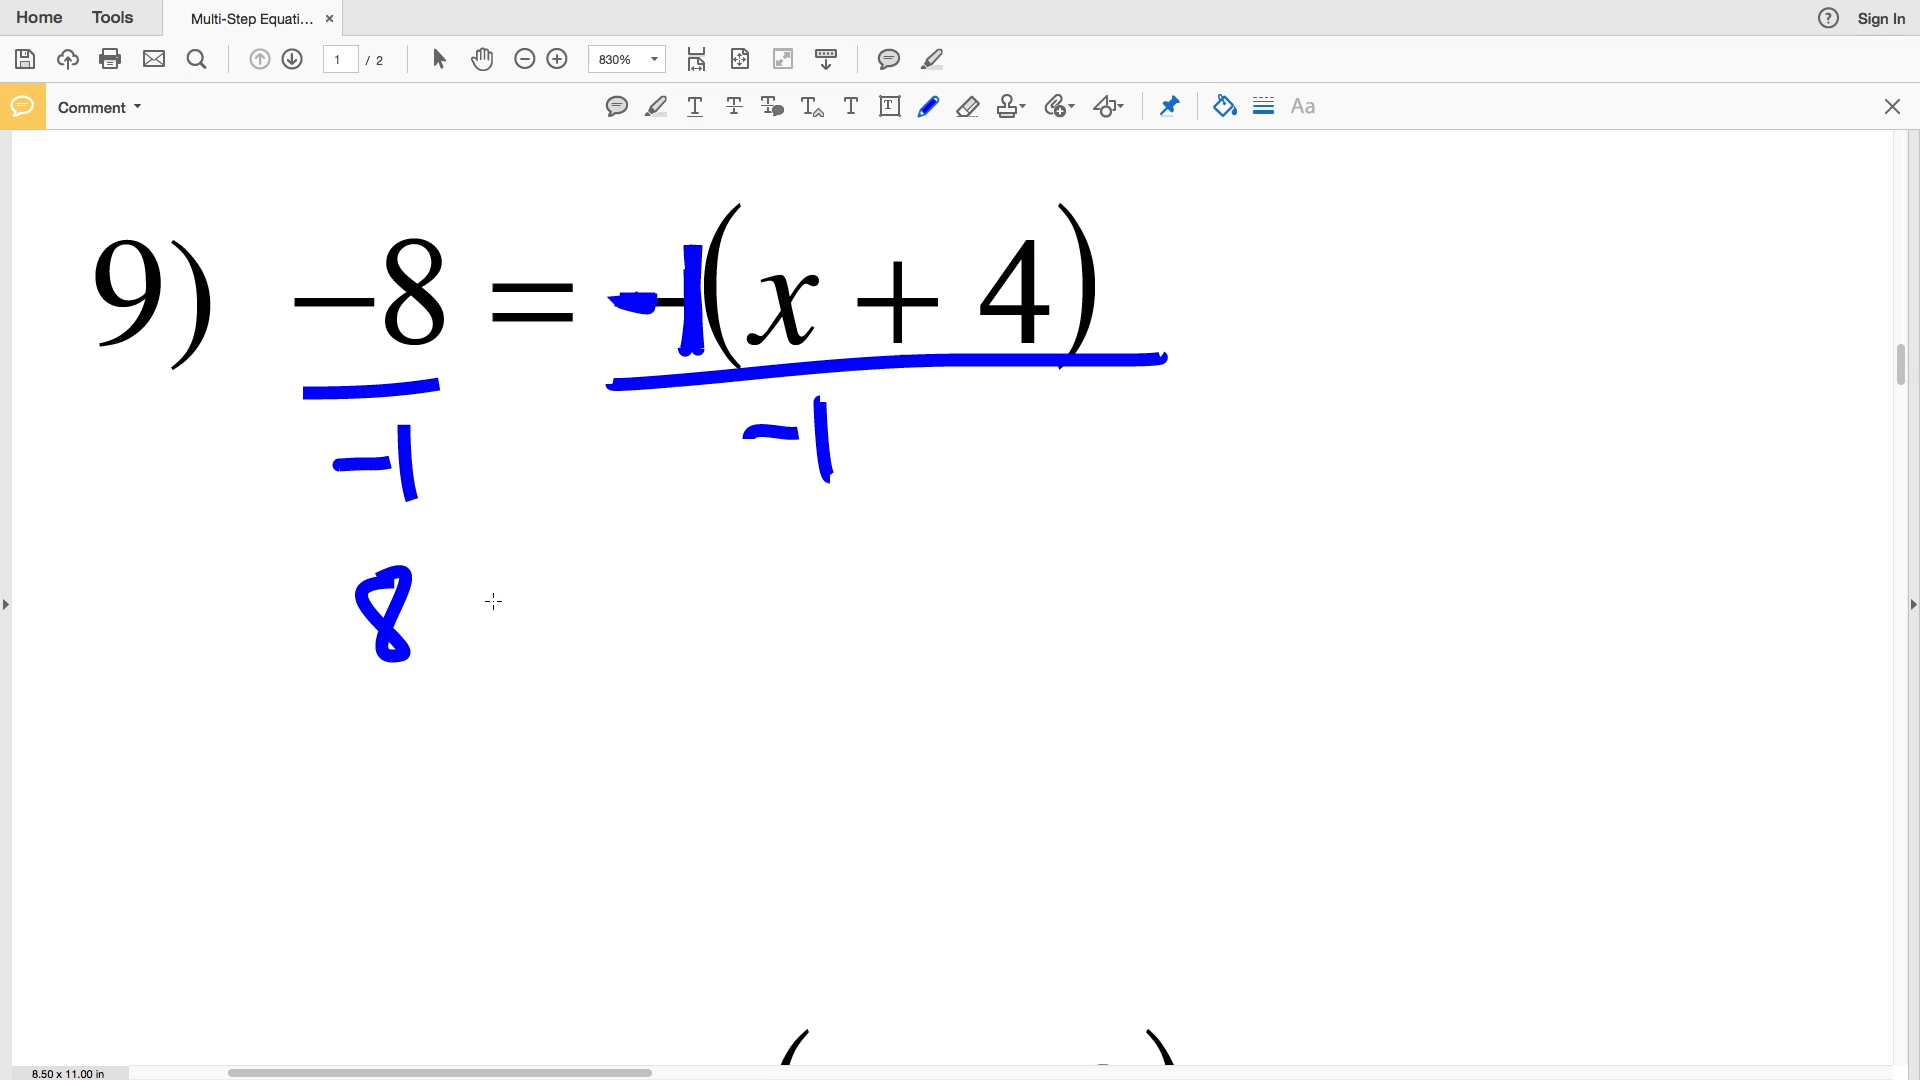 Home Tools Multi-Step Equati... × ? Sign In
1 / 2 830%
Comment Aa
9) −8 = -1(x + 4)
-1 -1
8
8.50 x 11.00 in